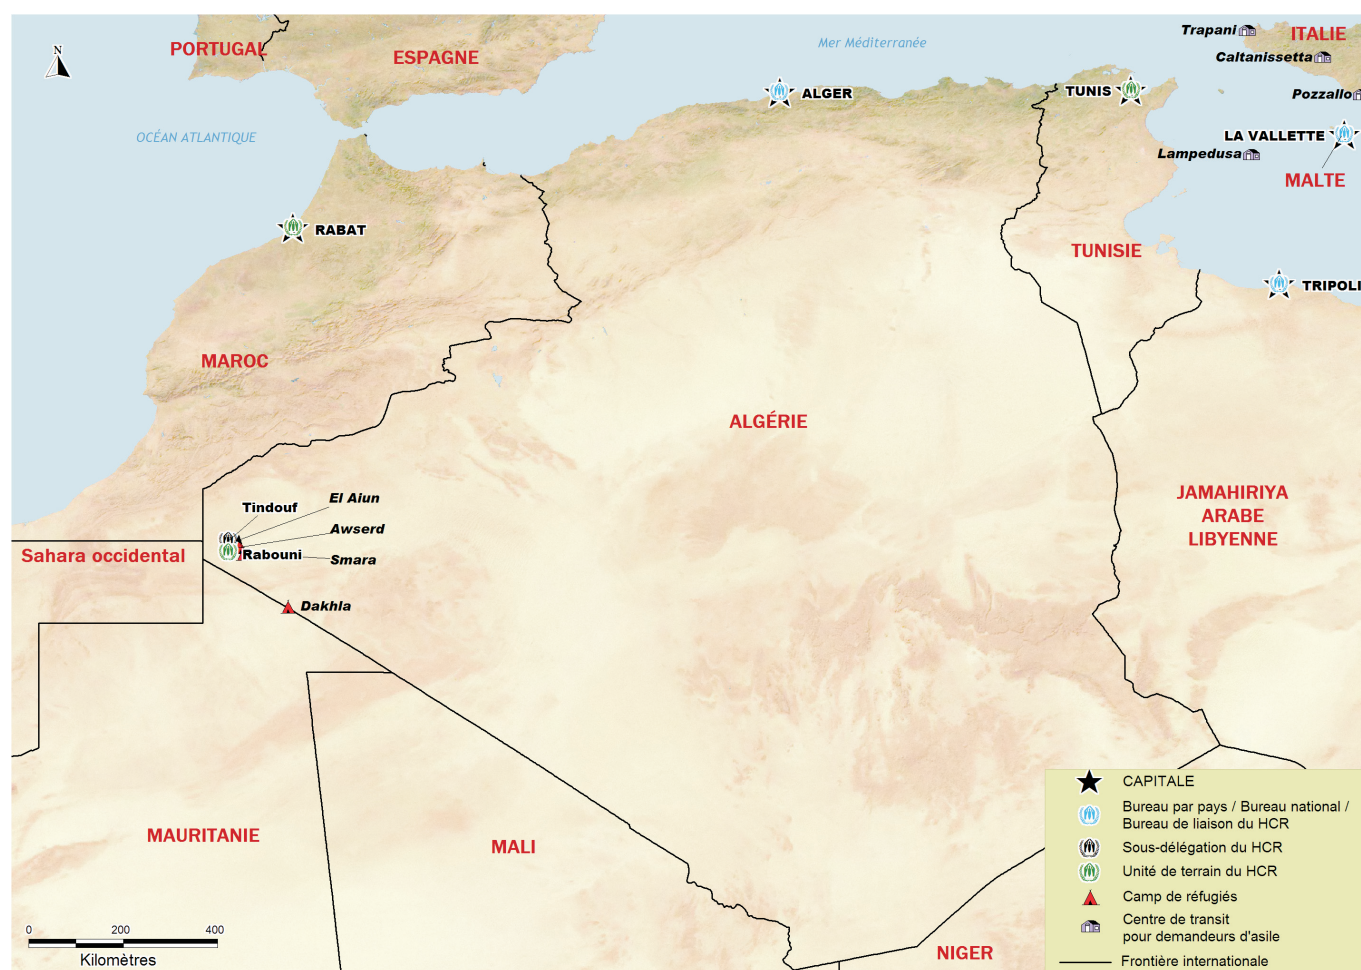 N
PORTUGAL
ESPAGNE
Mer Méditerranée
Trapani
ITALIE
Caltanissetta
Pozzallo
ALGER
TUNIS
LA VALLETTE
Lampedusa
MALTE
OCÉAN ATLANTIQUE
RABAT
TUNISIE
TRIPOLI
MAROC
ALGÉRIE
JAMAHIRIYA
ARABE
LIBYENNE
Tindouf
El Aiun
Awserd
Rabouni
Smara
Sahara occidental
Dakhla
MAURITANIE
MALI
NIGER
CAPITALE
Bureau par pays / Bureau national /
Bureau de liaison du HCR
Sous-délégation du HCR
Unité de terrain du HCR
Camp de réfugiés
Centre de transit
pour demandeurs d'asile
Frontière internationale
0 200 400
Kilomètres